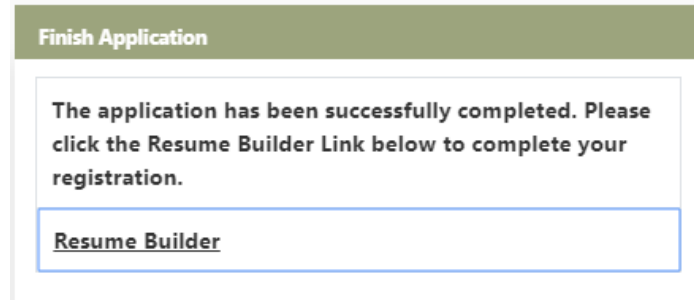 Finish Application
The application has been successfully completed. Please
click the Resume Builder Link below to complete your
registration.
Resume Builder